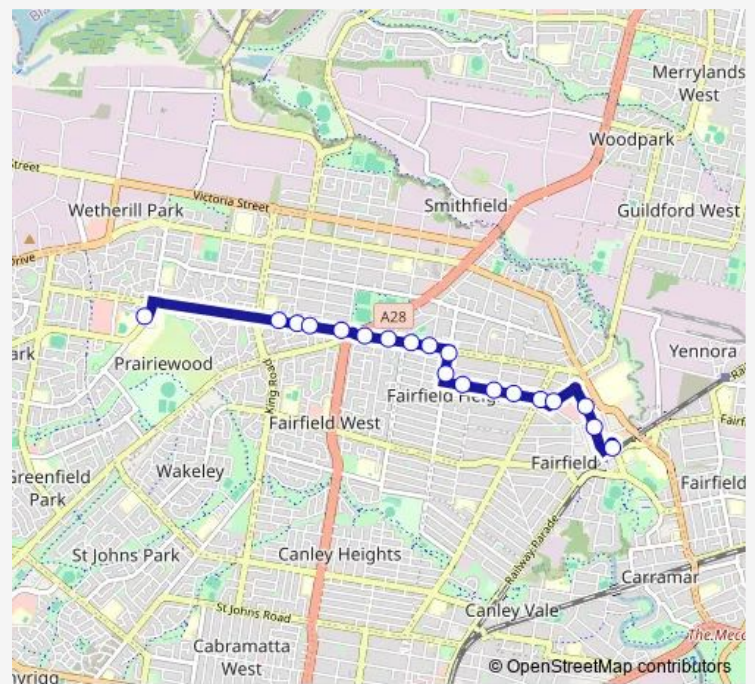 Merrylands
West
Woodpark
Street
Victoria Street
Wetherill Park
Smithfield
Guildford West
Drive
A28
Yennora
Prairiewood
King Road
Fairfield
Fairfield West
Wakeley
Fairfield
Fairfield
Greenfield
Park
Railway Parade
St Johns Park
Canley Heights
Carramar
St Johns Road
Canley Vale
Cabramatta
West
© OpenStreetMap contributors